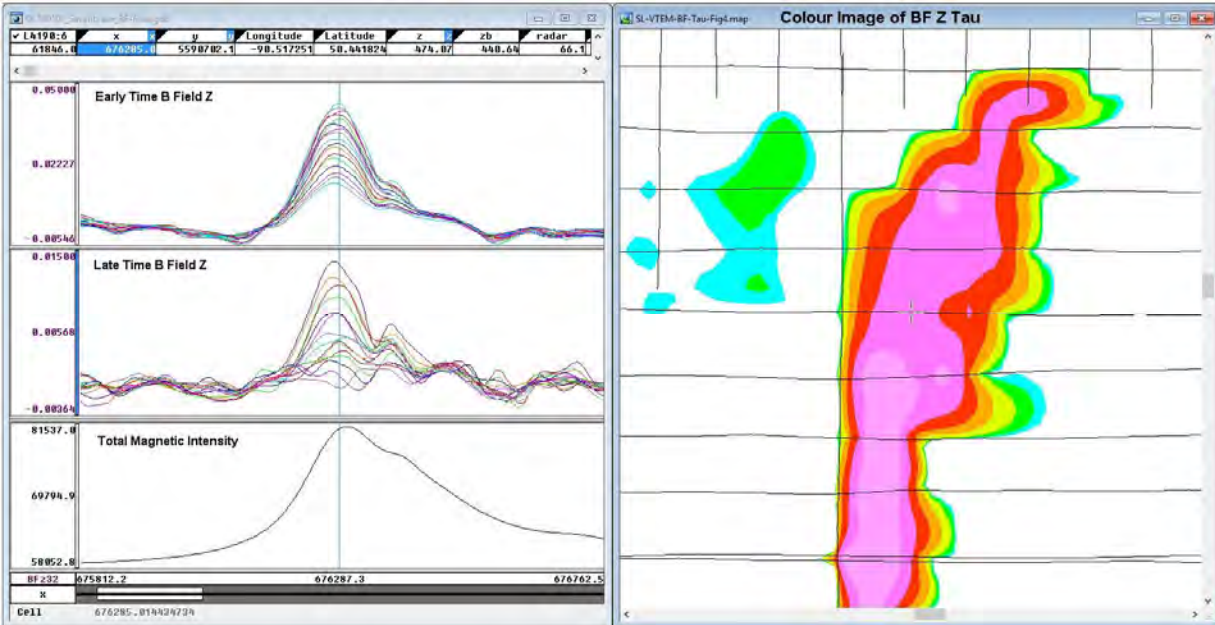 SL-VTEM-BF-Tau-Fig4.map
Colour Image of BF Z Tau
L4190:6 x y Longitude Latitude z zb radar
61846.0 676285.0 5590702.1 -90.517251 50.441824 474.07 440.64 66.1
0.05000
Early Time B Field Z
0.02227
-0.00546
0.01500
Late Time B Field Z
0.00568
-0.00364
81537.0
Total Magnetic Intensity
69794.9
58052.8
BFz32 675812.2 676287.3 676762.5
x
Cell 676285.014424734